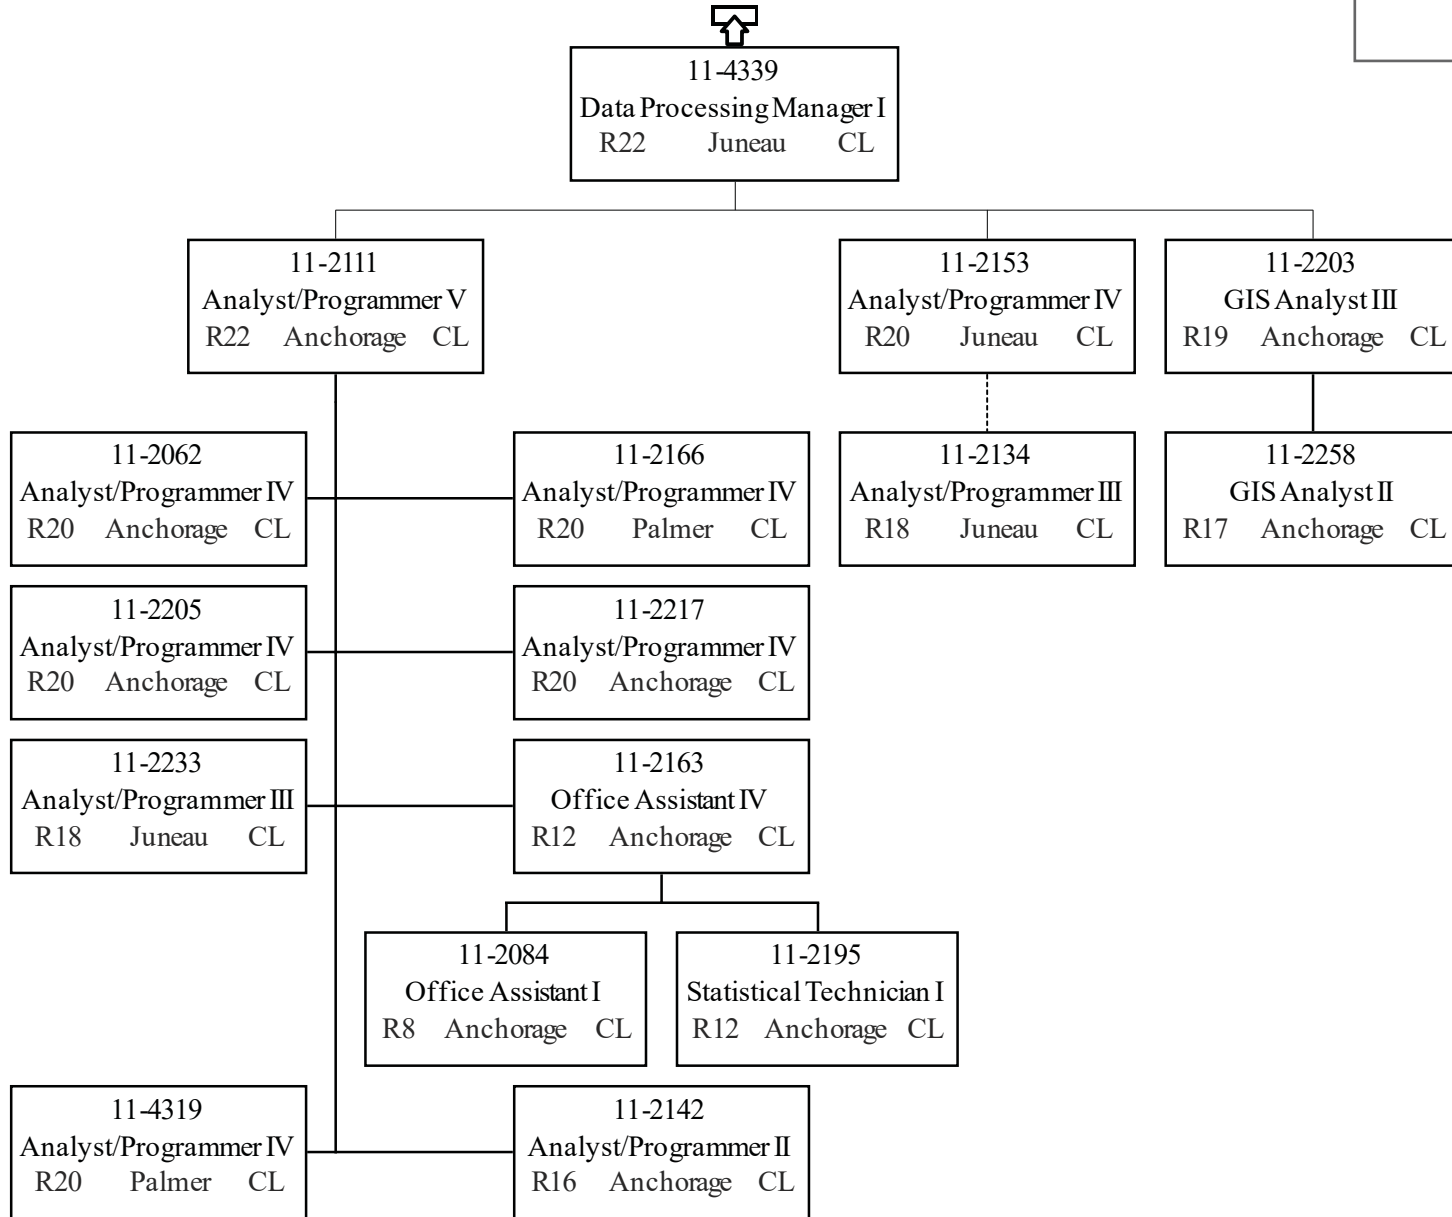 11-4339
Data Processing Manager I
R22 Juneau CL
11-2111
Analyst/Programmer V
R22 Anchorage CL
11-2153
Analyst/Programmer IV
R20 Juneau CL
11-2203
GIS Analyst III
R19 Anchorage CL
11-2062
Analyst/Programmer IV
R20 Anchorage CL
11-2166
Analyst/Programmer IV
R20 Palmer CL
11-2134
Analyst/Programmer III
R18 Juneau CL
11-2258
GIS Analyst II
R17 Anchorage CL
11-2205
Analyst/Programmer IV
R20 Anchorage CL
11-2217
Analyst/Programmer IV
R20 Anchorage CL
11-2233
Analyst/Programmer III
R18 Juneau CL
11-2163
Office Assistant IV
R12 Anchorage CL
11-2084
Office Assistant I
R8 Anchorage CL
11-2195
Statistical Technician I
R12 Anchorage CL
11-4319
Analyst/Programmer IV
R20 Palmer CL
11-2142
Analyst/Programmer II
R16 Anchorage CL